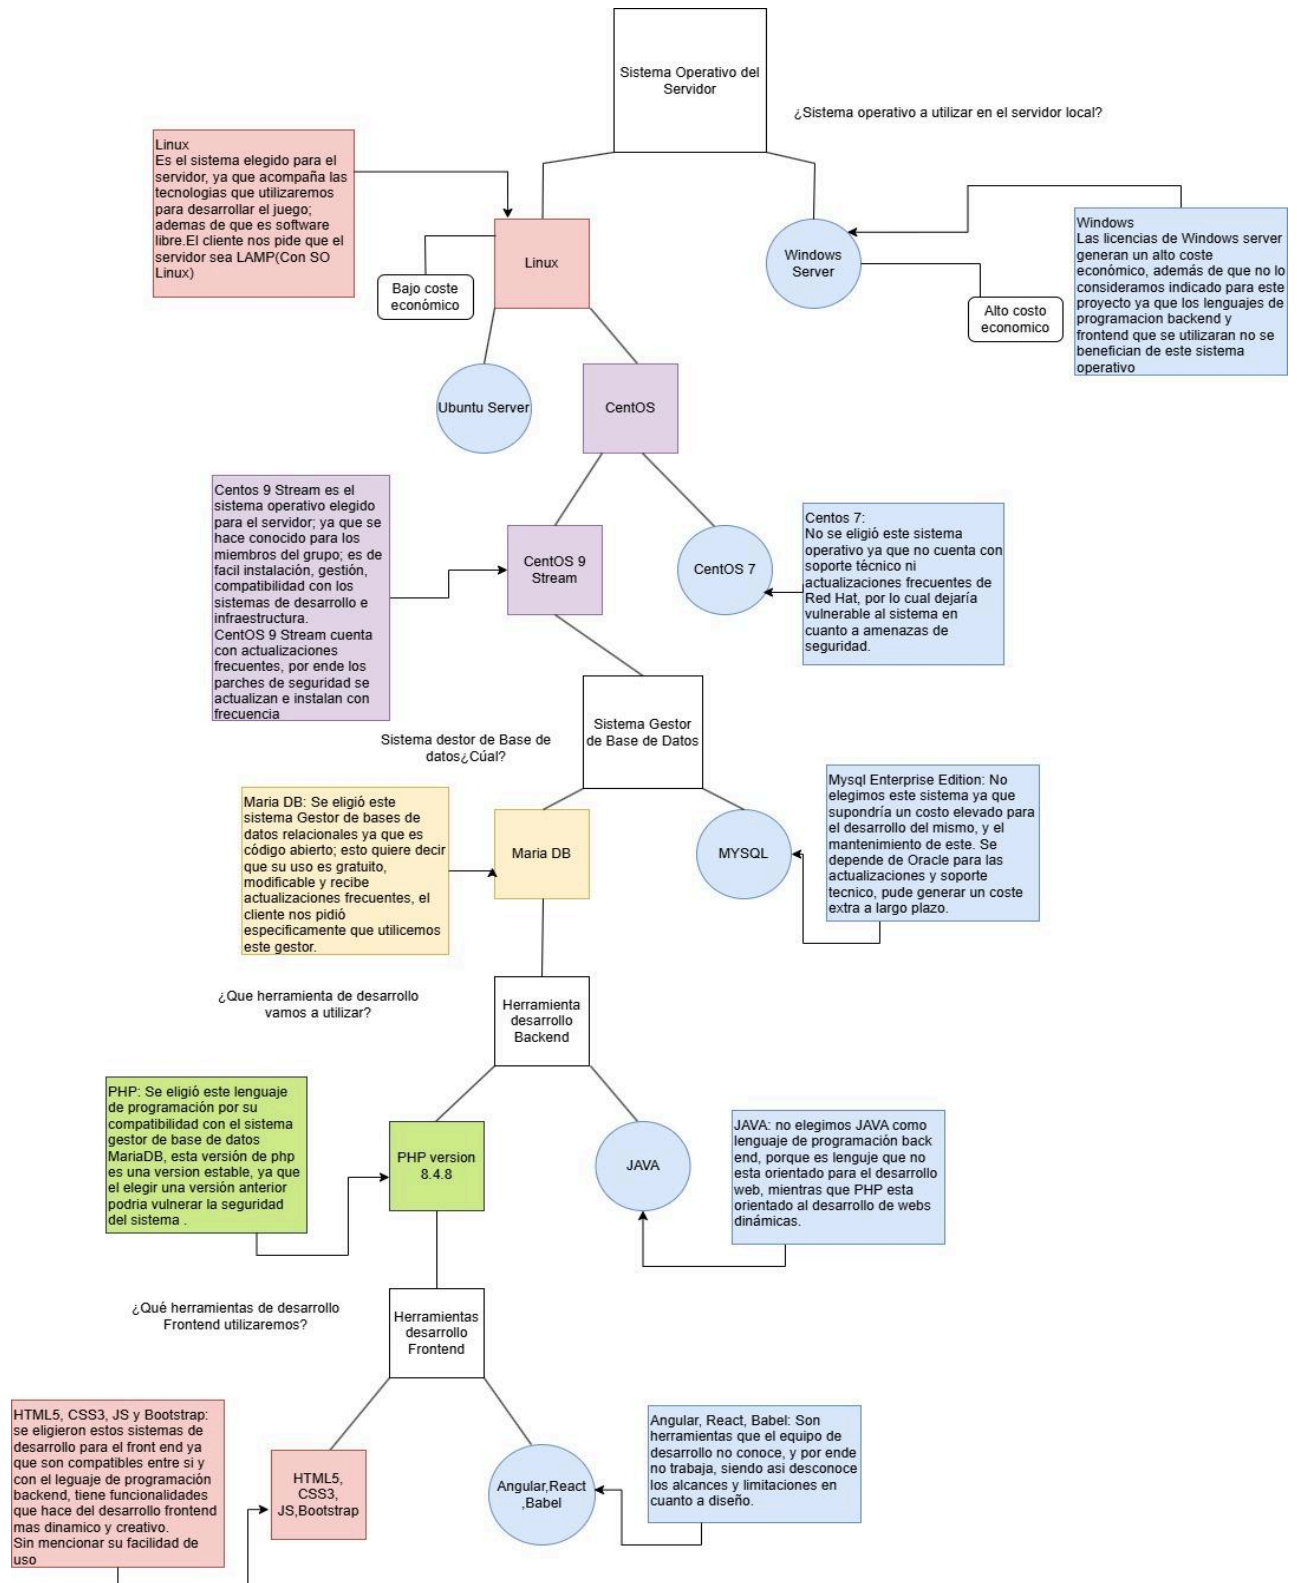 Sistema Operativo del
Servidor
¿Sistema operativo a utilizar en el servidor local?
Linux
Es el sistema elegido para el
servidor, ya que acompaña las
tecnologias que utilizaremos
para desarrollar el juego;
ademas de que es software
libre.El cliente nos pide que el
servidor sea LAMP(Con SO
Linux)
Linux
Bajo coste
económico
Windows
Server
Alto costo
economico
Windows
Las licencias de Windows server
generan un alto coste
económico, además de que no lo
consideramos indicado para este
proyecto ya que los lenguajes de
programacion backend y
frontend que se utilizaran no se
benefician de este sistema
operativo
Ubuntu Server
CentOS
Centos 9 Stream es el
sistema operativo elegido
para el servidor; ya que se
hace conocido para los
miembros del grupo; es de
facil instalación, gestión,
compatibilidad con los
sistemas de desarrollo e
infraestructura.
CentOS 9 Stream cuenta
con actualizaciones
frecuentes, por ende los
parches de seguridad se
actualizan e instalan con
frecuencia
CentOS 9
Stream
CentOS 7
Centos 7:
No se eligió este sistema
operativo ya que no cuenta con
soporte técnico ni
actualizaciones frecuentes de
Red Hat, por lo cual dejaría
vulnerable al sistema en
cuanto a amenazas de
seguridad.
Sistema Gestor
de Base de Datos
Sistema destor de Base de
datos¿Cúal?
Maria DB: Se eligió este
sistema Gestor de bases de
datos relacionales ya que es
código abierto; esto quiere decir
que su uso es gratuito,
modificable y recibe
actualizaciones frecuentes, el
cliente nos pidió
especificamente que utilicemos
este gestor.
Maria DB
MYSQL
Mysql Enterprise Edition: No
elegimos este sistema ya que
supondría un costo elevado para
el desarrollo del mismo, y el
mantenimiento de este. Se
depende de Oracle para las
actualizaciones y soporte
tecnico, pude generar un coste
extra a largo plazo.
¿Que herramienta de desarrollo
vamos a utilizar?
Herramienta
desarrollo
Backend
PHP: Se eligió este lenguaje
de programación por su
compatibilidad con el sistema
gestor de base de datos
MariaDB, esta versión de php
es una version estable, ya que
el elegir una versión anterior
podria vulnerar la seguridad
del sistema .
PHP version
8.4.8
JAVA
JAVA: no elegimos JAVA como
lenguaje de programación back
end, porque es lenguje que no
esta orientado para el desarrollo
web, mientras que PHP esta
orientado al desarrollo de webs
dinámicas.
¿Qué herramientas de desarrollo
Frontend utilizaremos?
Herramientas
desarrollo
Frontend
HTML5, CSS3, JS y Bootstrap:
se eligieron estos sistemas de
desarrollo para el front end ya
que son compatibles entre si y
con el leguaje de programación
backend, tiene funcionalidades
que hace del desarrollo frontend
mas dinamico y creativo.
Sin mencionar su facilidad de
uso
HTML5,
CSS3,
JS,Bootstrap
Angular,React
,Babel
Angular, React, Babel: Son
herramientas que el equipo de
desarrollo no conoce, y por ende
no trabaja, siendo asi desconoce
los alcances y limitaciones en
cuanto a diseño.